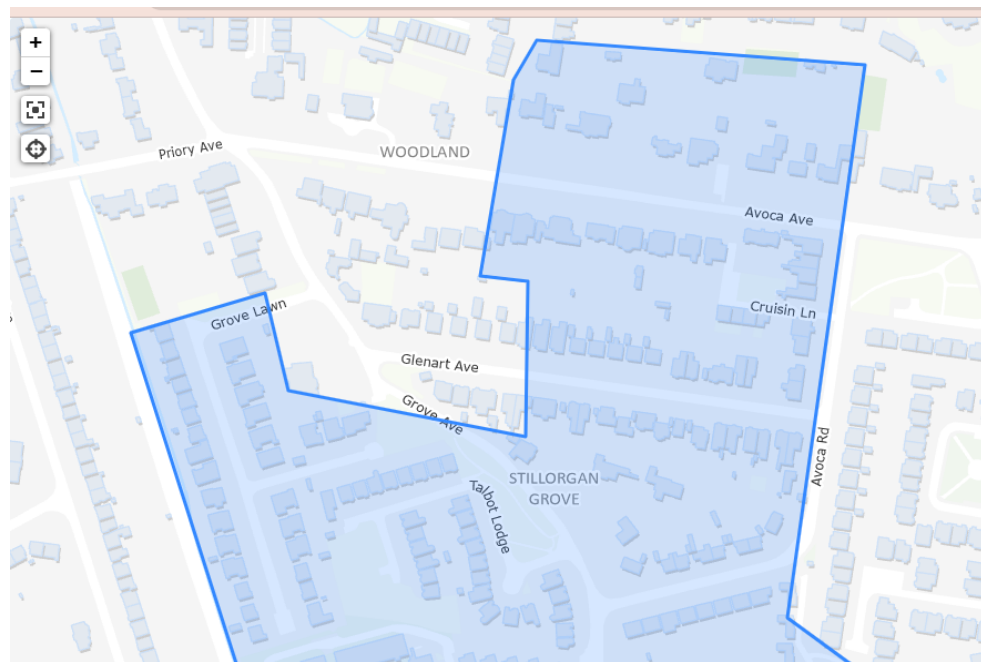 +
−
Priory Ave
WOODLAND
Avoca Ave
Grove Lawn
Cruisin Ln
Glenart Ave
Grove Ave
Avoca Rd
STILLORGAN
GROVE
Talbot Lodge